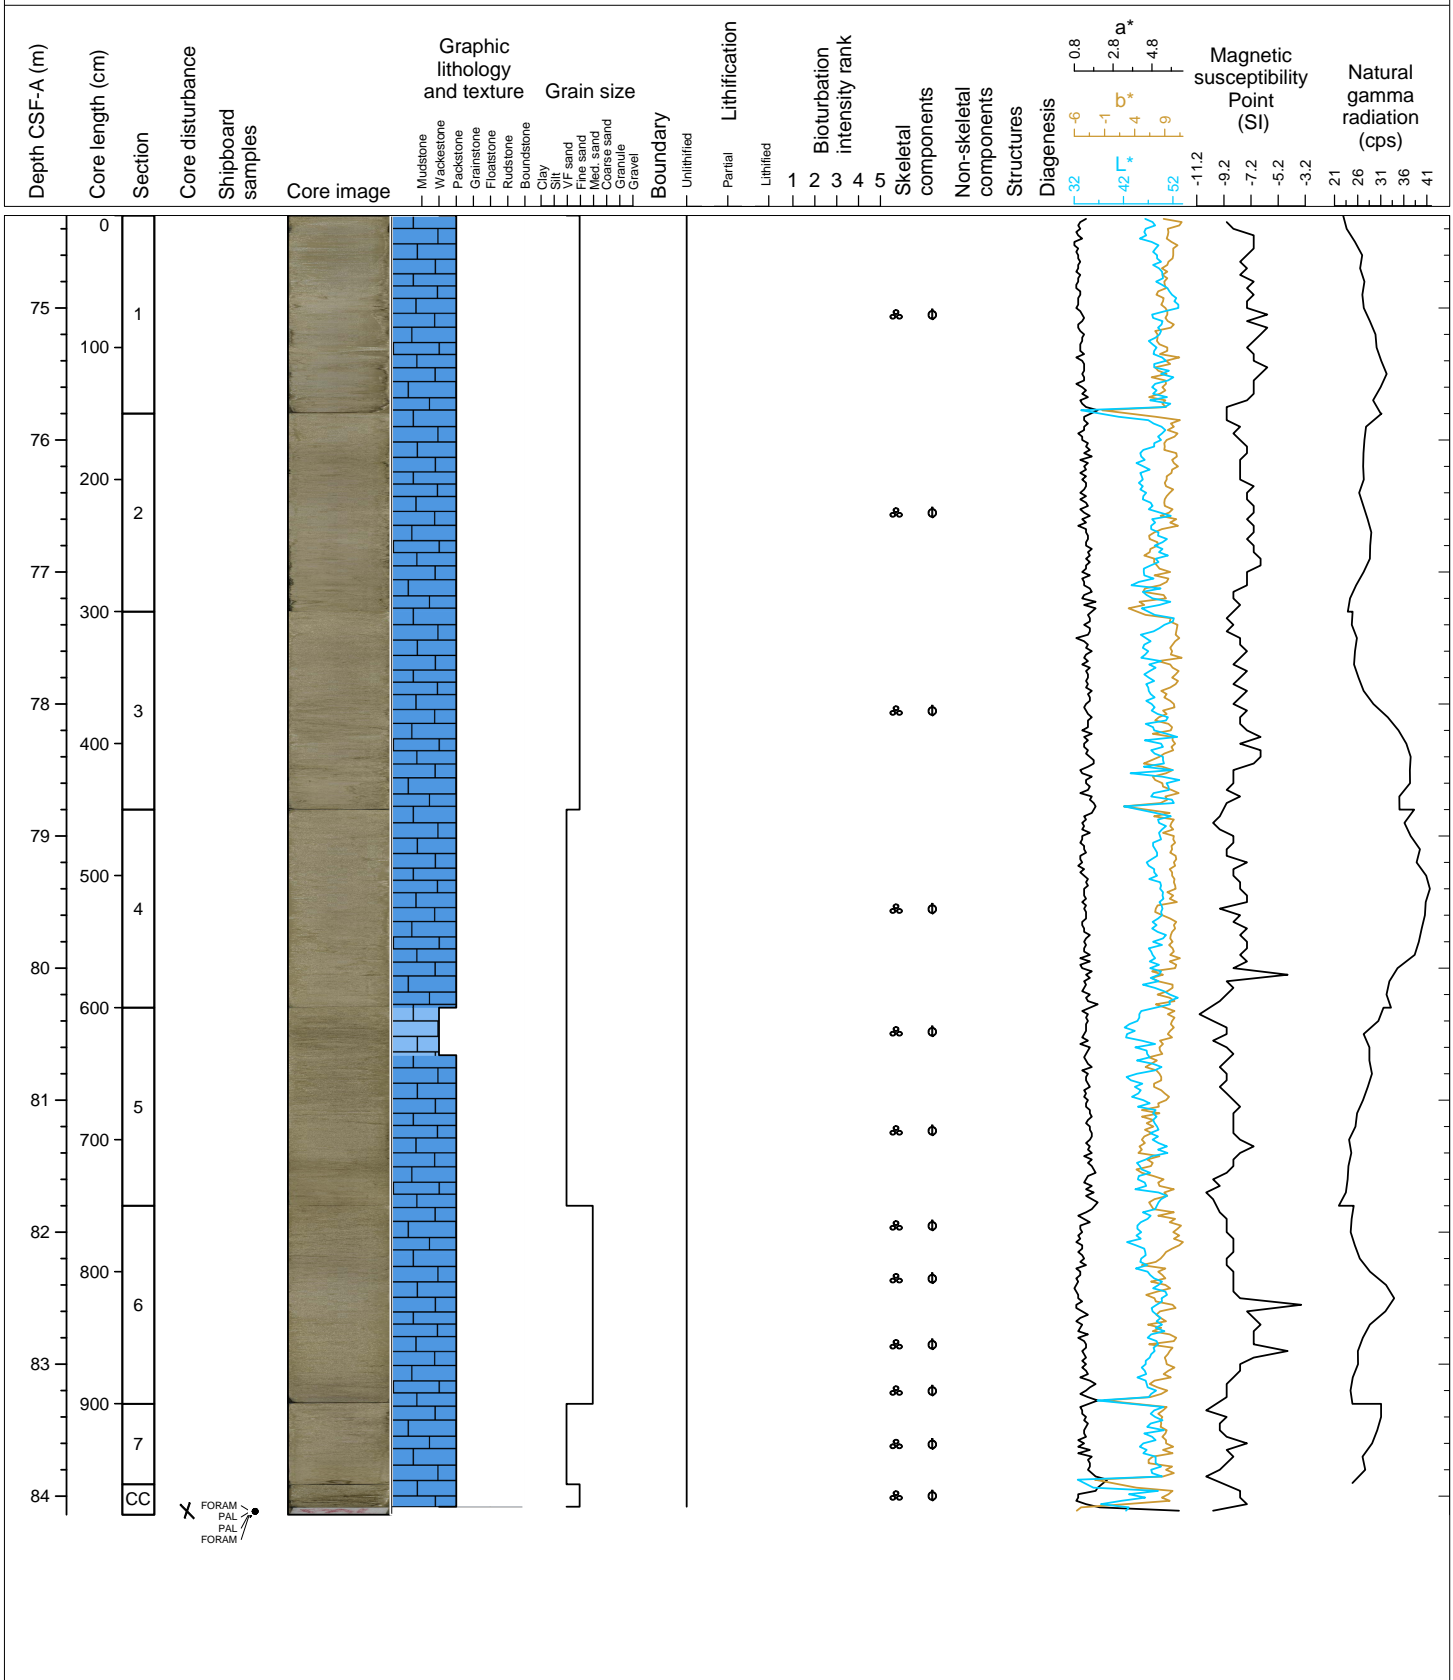 Depth CSF-A (m)
Core length (cm)
Section
Core disturbance
Shipboard
samples
Core image
Graphic
lithology
and texture
Mudstone
Wackestone
Packstone
Grainstone
Floatstone
Rudstone
Boundstone
Grain size
Clay
Silt
VF sand
Fine sand
Med. sand
Coarse sand
Granule
Gravel
Boundary
Lithification
Unlithified
Partial
Lithified
Bioturbation
intensity rank
1 2 3 4 5
Skeletal
components
Non-skeletal
components
Structures
Diagenesis
a*
0.8 2.8 4.8
b*
-6 -1 4 9
L*
32 42 52
Magnetic
susceptibility
Point
(SI)
-11.2 -9.2 -7.2 -5.2 -3.2
Natural
gamma
radiation
(cps)
21 26 31 36 41
0
75
1
100
76
200
2
77
300
3
78
400
79
500
4
80
600
81
5
700
82
800
6
83
900
7
84
CC
FORAM
PAL
PAL
FORAM